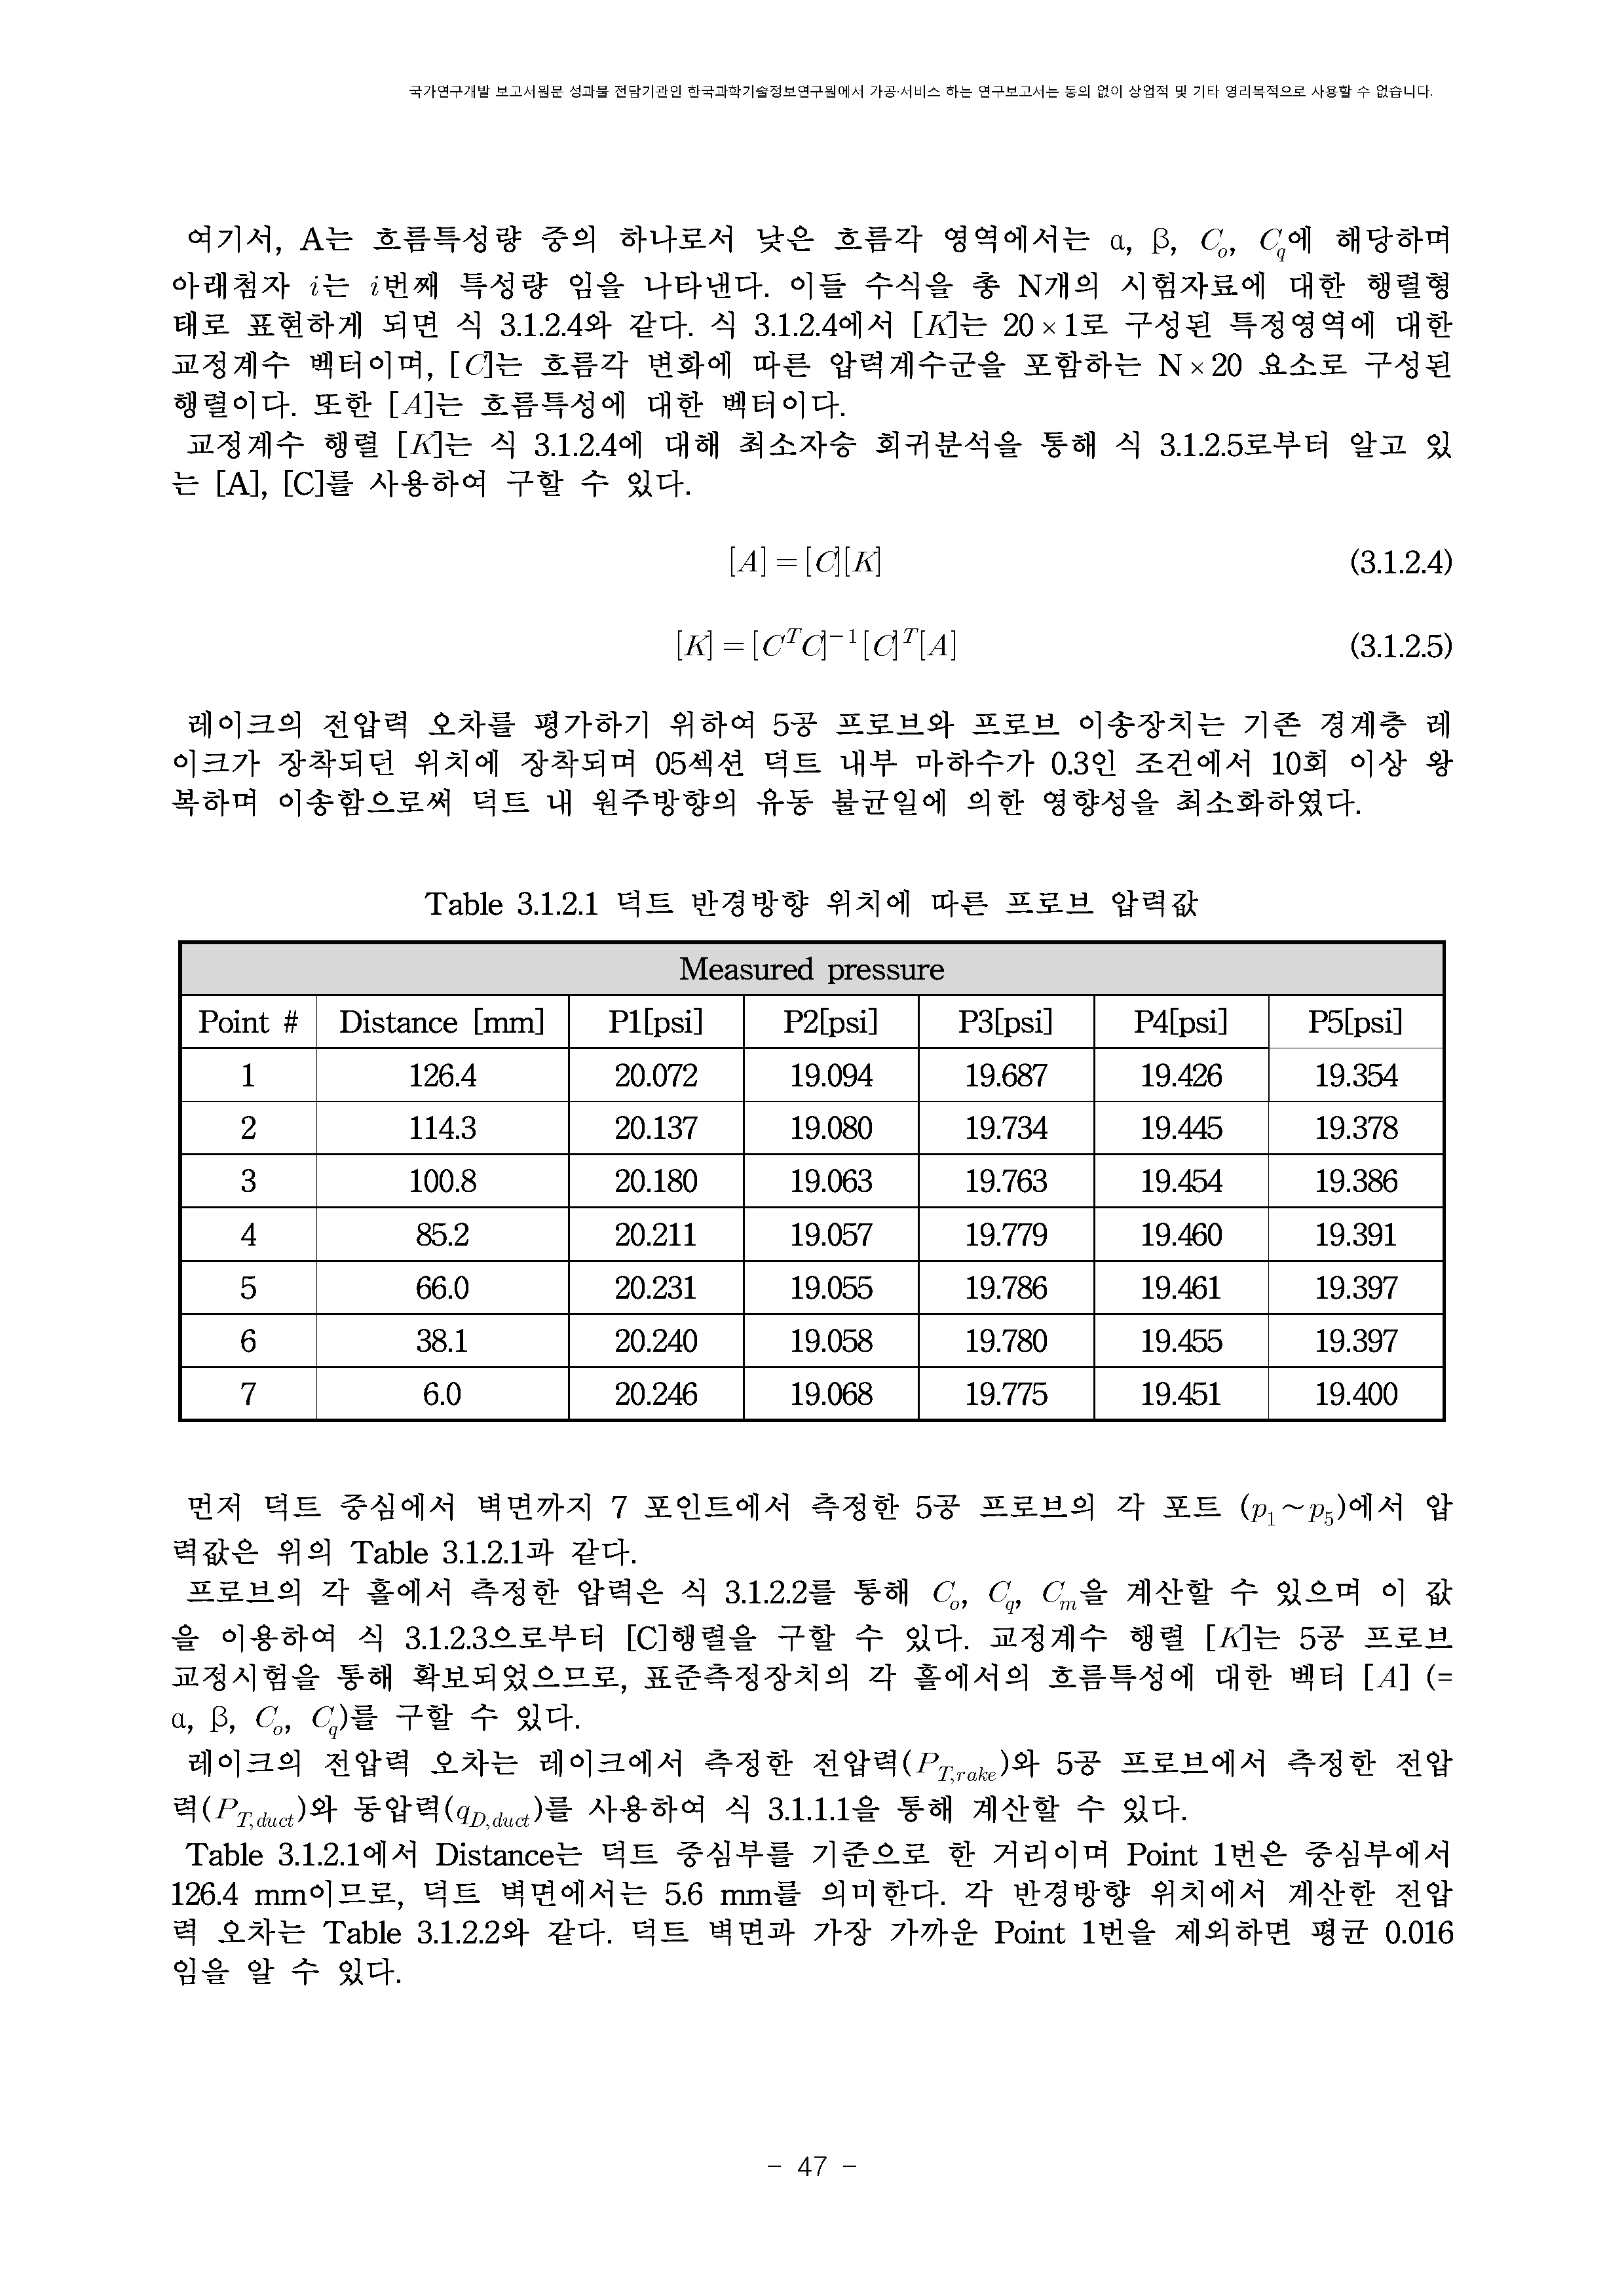 국가연구개발 보고서원문 성과물 전담기관인 한국과학기술정보연구원에서 가공·서비스 하는 연구보고서는 동의 없이 상업적 및 기타 영리목적으로 사용할 수 없습니다.
여기서, A는 흐름특성량 중의 하나로서 낮은 흐름각 영역에서는 α, β, C_o, C_q에 해당하며
아래첨자 i는 i번째 특성량 임을 나타낸다. 이들 수식을 총 N개의 시험자료에 대한 행렬형
태로 표현하게 되면 식 3.1.2.4와 같다. 식 3.1.2.4에서 [K]는 20×1로 구성된 특정영역에 대한
교정계수 벡터이며, [C]는 흐름각 변화에 따른 압력계수군을 포함하는 N×20 요소로 구성된
행렬이다. 또한 [A]는 흐름특성에 대한 벡터이다.
교정계수 행렬 [K]는 식 3.1.2.4에 대해 최소자승 회귀분석을 통해 식 3.1.2.5로부터 알고 있
는 [A], [C]를 사용하여 구할 수 있다.
[A] = [C][K] (3.1.2.4)
[K] = [C^T C]^{-1}[C]^T[A] (3.1.2.5)
레이크의 전압력 오차를 평가하기 위하여 5공 프로브와 프로브 이송장치는 기존 경계층 레
이크가 장착되던 위치에 장착되며 05섹션 덕트 내부 마하수가 0.3인 조건에서 10회 이상 왕
복하며 이송함으로써 덕트 내 원주방향의 유동 불균일에 의한 영향성을 최소화하였다.
Table 3.1.2.1 덕트 반경방향 위치에 따른 프로브 압력값
Measured pressure
Point # Distance [mm] P1[psi] P2[psi] P3[psi] P4[psi] P5[psi]
1 126.4 20.072 19.094 19.687 19.426 19.354
2 114.3 20.137 19.080 19.734 19.445 19.378
3 100.8 20.180 19.063 19.763 19.454 19.386
4 85.2 20.211 19.057 19.779 19.460 19.391
5 66.0 20.231 19.055 19.786 19.461 19.397
6 38.1 20.240 19.058 19.780 19.455 19.397
7 6.0 20.246 19.068 19.775 19.451 19.400
먼저 덕트 중심에서 벽면까지 7 포인트에서 측정한 5공 프로브의 각 포트 (p_1～p_5)에서 압
력값은 위의 Table 3.1.2.1과 같다.
프로브의 각 홀에서 측정한 압력은 식 3.1.2.2를 통해 C_o, C_q, C_m을 계산할 수 있으며 이 값
을 이용하여 식 3.1.2.3으로부터 [C]행렬을 구할 수 있다. 교정계수 행렬 [K]는 5공 프로브
교정시험을 통해 확보되었으므로, 표준측정장치의 각 홀에서의 흐름특성에 대한 벡터 [A] (=
α, β, C_o, C_q)를 구할 수 있다.
레이크의 전압력 오차는 레이크에서 측정한 전압력(P_{T,rake})와 5공 프로브에서 측정한 전압
력(P_{T,duct})와 동압력(q_{D,duct})를 사용하여 식 3.1.1.1을 통해 계산할 수 있다.
Table 3.1.2.1에서 Distance는 덕트 중심부를 기준으로 한 거리이며 Point 1번은 중심부에서
126.4 mm이므로, 덕트 벽면에서는 5.6 mm를 의미한다. 각 반경방향 위치에서 계산한 전압
력 오차는 Table 3.1.2.2와 같다. 덕트 벽면과 가장 가까운 Point 1번을 제외하면 평균 0.016
임을 알 수 있다.
- 47 -